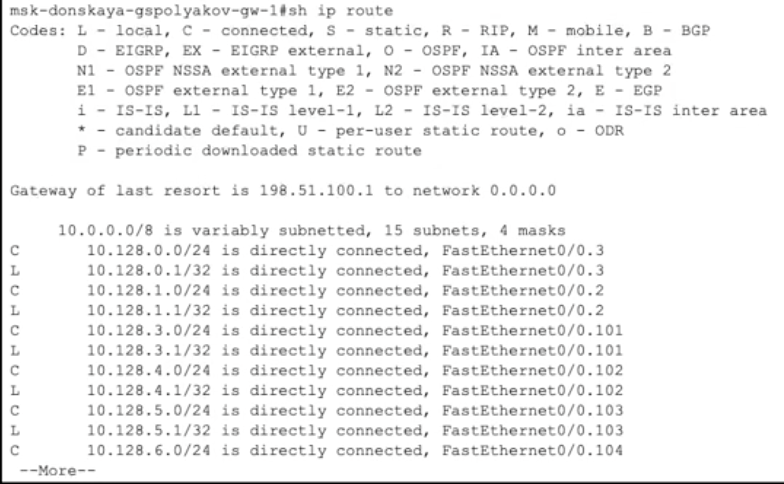 msk-donskaya-gspolyakov-gw-1#sh ip route
Codes: L - local, C - connected, S - static, R - RIP, M - mobile, B - BGP
D - EIGRP, EX - EIGRP external, O - OSPF, IA - OSPF inter area
N1 - OSPF NSSA external type 1, N2 - OSPF NSSA external type 2
E1 - OSPF external type 1, E2 - OSPF external type 2, E - EGP
i - IS-IS, L1 - IS-IS level-1, L2 - IS-IS level-2, ia - IS-IS inter area
* - candidate default, U - per-user static route, o - ODR
P - periodic downloaded static route
Gateway of last resort is 198.51.100.1 to network 0.0.0.0
10.0.0.0/8 is variably subnetted, 15 subnets, 4 masks
C 10.128.0.0/24 is directly connected, FastEthernet0/0.3
L 10.128.0.1/32 is directly connected, FastEthernet0/0.3
C 10.128.1.0/24 is directly connected, FastEthernet0/0.2
L 10.128.1.1/32 is directly connected, FastEthernet0/0.2
C 10.128.3.0/24 is directly connected, FastEthernet0/0.101
L 10.128.3.1/32 is directly connected, FastEthernet0/0.101
C 10.128.4.0/24 is directly connected, FastEthernet0/0.102
L 10.128.4.1/32 is directly connected, FastEthernet0/0.102
C 10.128.5.0/24 is directly connected, FastEthernet0/0.103
L 10.128.5.1/32 is directly connected, FastEthernet0/0.103
C 10.128.6.0/24 is directly connected, FastEthernet0/0.104
--More--